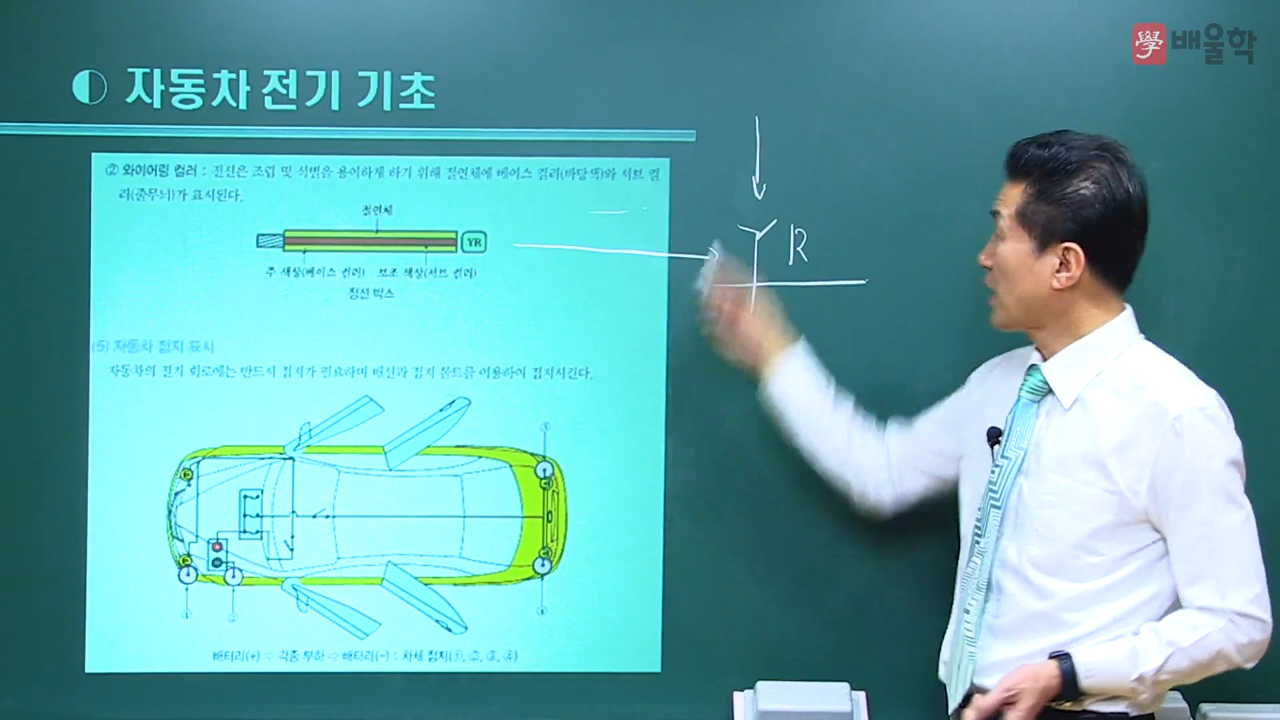 學 배울학
자동차 전기 기초
② 와이어링 컬러 : 전선은 조립 및 식별을 용이하게 하기 위해 절연체에 베이스 컬러(바탕색)와 서브 컬
러(줄무늬)가 표시된다.
절연체
YR
주 색상(베이스 컬러) 보조 색상(서브 컬러)
정션 박스
Y R
(5) 자동차 접지 표시
자동차의 전기 회로에는 반드시 접지가 필요하며 배선과 접지 볼트를 이용하여 접지시킨다.
배터리(+) ⇨ 각종 부하 ⇨ 배터리(-) : 차체 접지(①, ②, ③, ④)